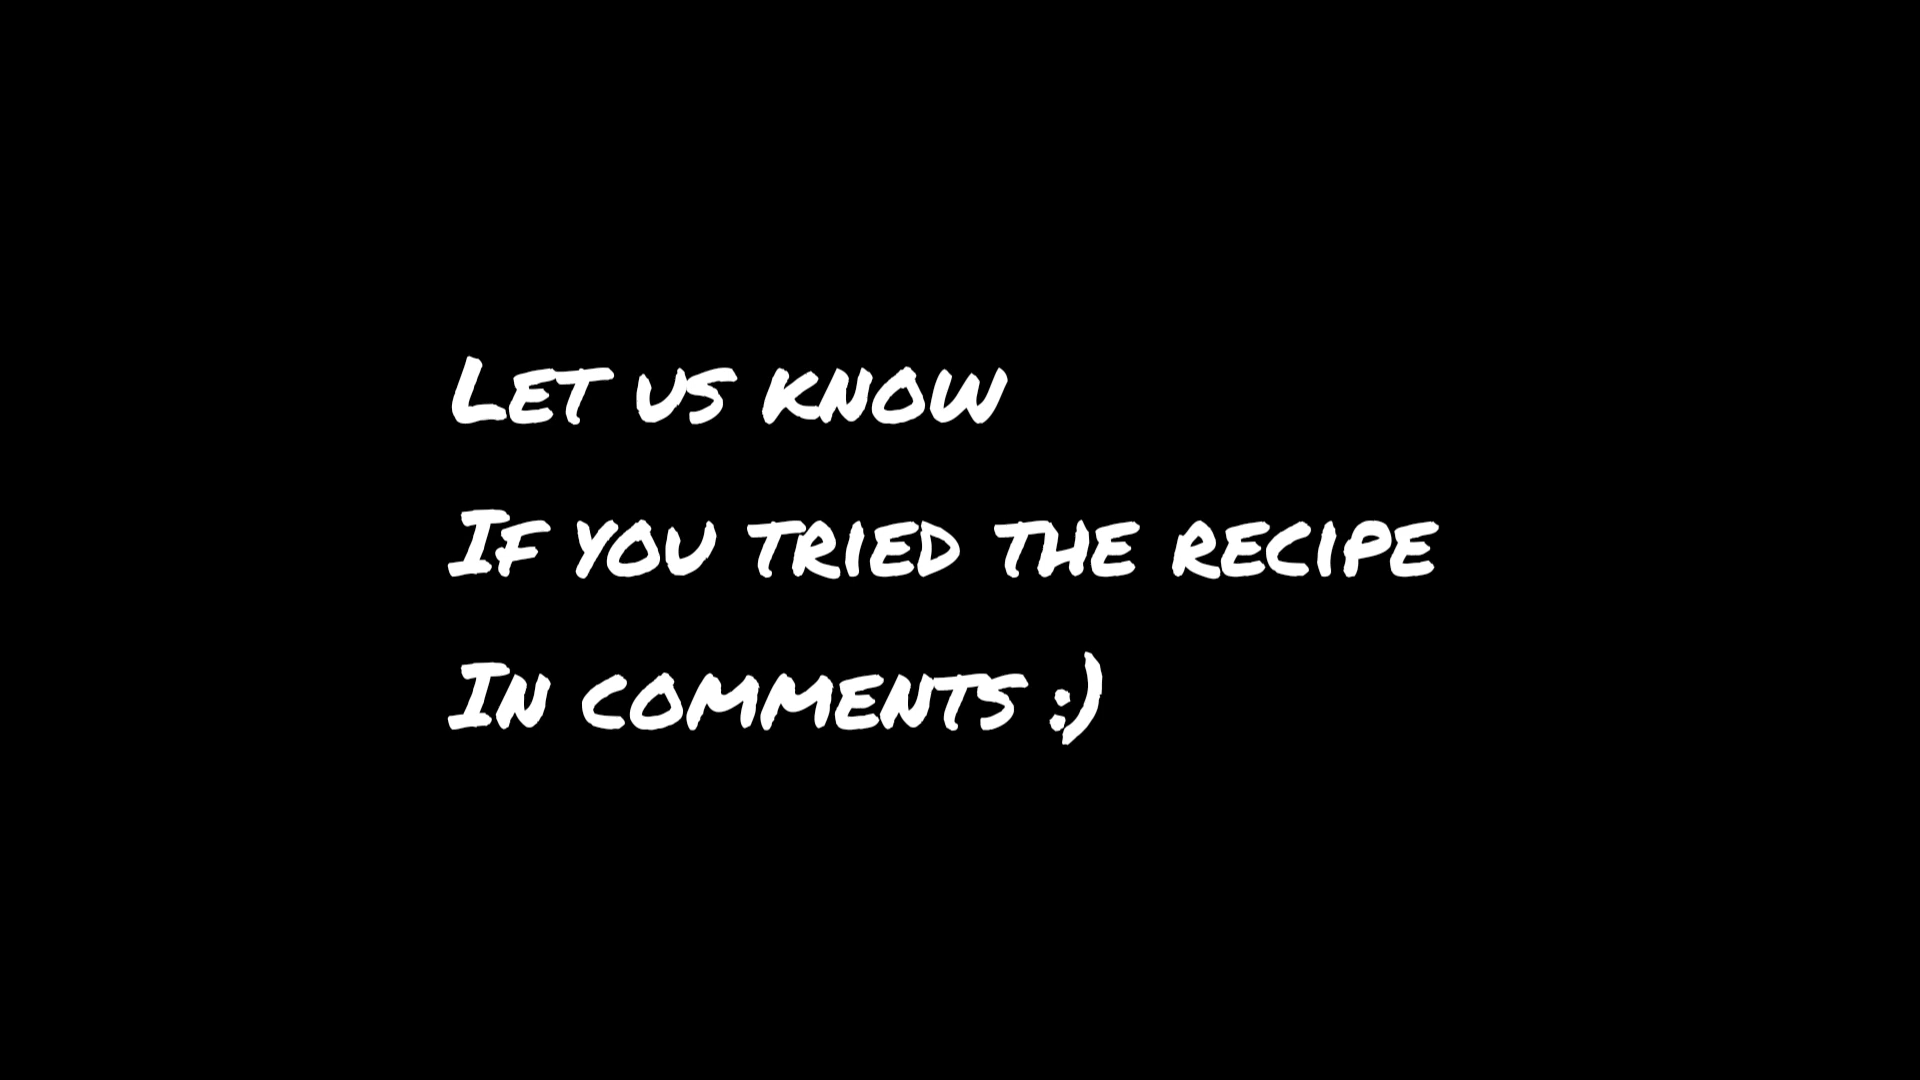 Let us know
If you tried the recipe
In comments :)